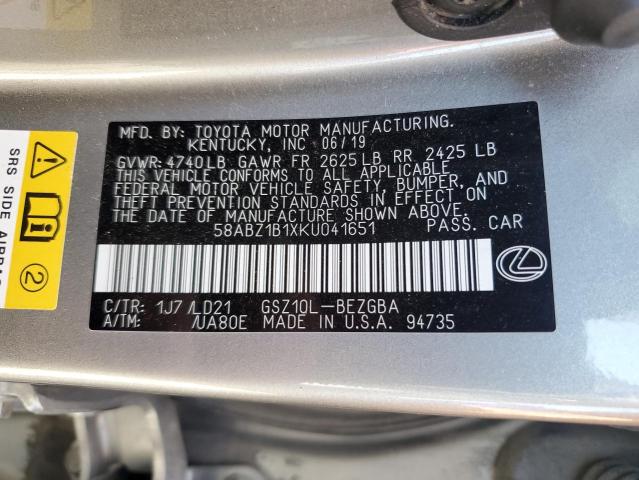 MFD. BY: TOYOTA MOTOR MANUFACTURING.
KENTUCKY, INC 06/19
GVWR: 4740LB GAWR FR 2625LB RR 2425 LB
THIS VEHICLE CONFORMS TO ALL APPLICABLE
FEDERAL MOTOR VEHICLE SAFETY, BUMPER, AND
THEFT PREVENTION STANDARDS IN EFFECT ON
THE DATE OF MANUFACTURE SHOWN ABOVE.
58ABZ1B1XKU041651 PASS. CAR
C/TR: 1J7 /LD21 GSZ10L-BEZGBA
A/TM: /UA80E MADE IN U.S.A. 94735
SRS SIDE
2